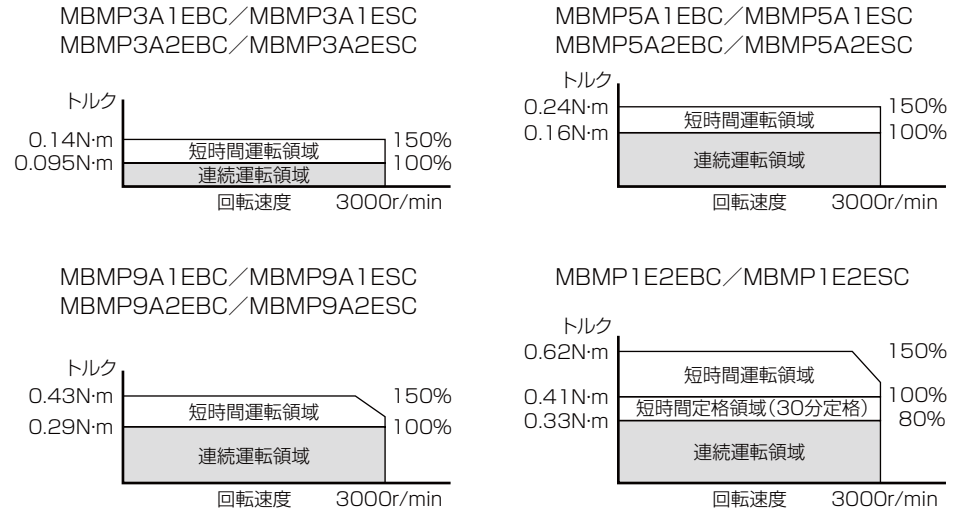 MBMP3A1EBC／MBMP3A1ESC
MBMP3A2EBC／MBMP3A2ESC
トルク
0.14N·m
150%
短時間運転領域
0.095N·m
100%
連続運転領域
回転速度
3000r/min
MBMP5A1EBC／MBMP5A1ESC
MBMP5A2EBC／MBMP5A2ESC
トルク
0.24N·m
150%
短時間運転領域
0.16N·m
100%
連続運転領域
回転速度
3000r/min
MBMP9A1EBC／MBMP9A1ESC
MBMP9A2EBC／MBMP9A2ESC
トルク
0.43N·m
150%
短時間運転領域
0.29N·m
100%
連続運転領域
回転速度
3000r/min
MBMP1E2EBC／MBMP1E2ESC
トルク
0.62N·m
150%
短時間運転領域
0.41N·m
100%
短時間定格領域（30分定格）
0.33N·m
80%
連続運転領域
回転速度
3000r/min